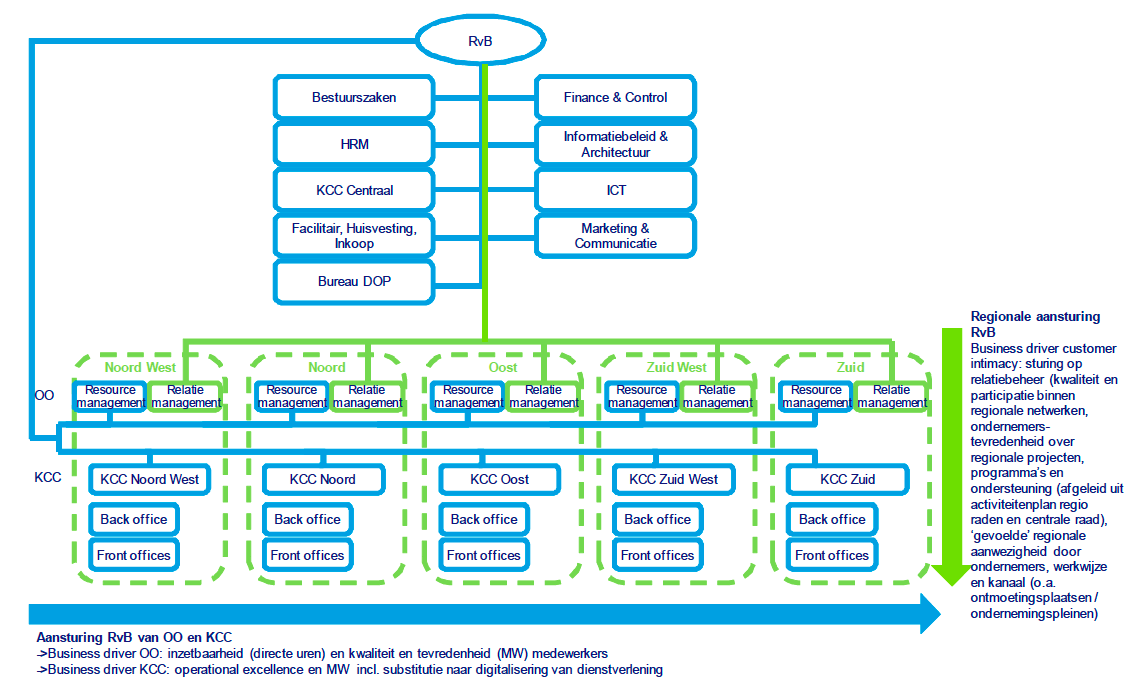 RvB
Bestuurszaken
Finance & Control
HRM
Informatiebeleid &
Architectuur
KCC Centraal
ICT
Facilitair, Huisvesting,
Inkoop
Marketing &
Communicatie
Bureau DOP
Noord West
Noord
Oost
Zuid West
Zuid
OO
Resource
management
Relatie
management
Resource
management
Relatie
management
Resource
management
Relatie
management
Resource
management
Relatie
management
Resource
management
Relatie
management
KCC
KCC Noord West
KCC Noord
KCC Oost
KCC Zuid West
KCC Zuid
Back office
Back office
Back office
Back office
Back office
Front offices
Front offices
Front offices
Front offices
Front offices
Regionale aansturing
RvB
Business driver customer
intimacy: sturing op
relatiebeheer (kwaliteit en
participatie binnen
regionale netwerken,
ondernemers-
tevredenheid over
regionale projecten,
programma's en
ondersteuning (afgeleid uit
activiteitenplan regio
raden en centrale raad),
‘gevoelde’ regionale
aanwezigheid door
ondernemers, werkwijze
en kanaal (o.a.
ontmoetingsplaatsen /
ondernemingspleinen)
Aansturing RvB van OO en KCC
->Business driver OO: inzetbaarheid (directe uren) en kwaliteit en tevredenheid (MW) medewerkers
->Business driver KCC: operational excellence en MW incl. substitutie naar digitalisering van dienstverlening